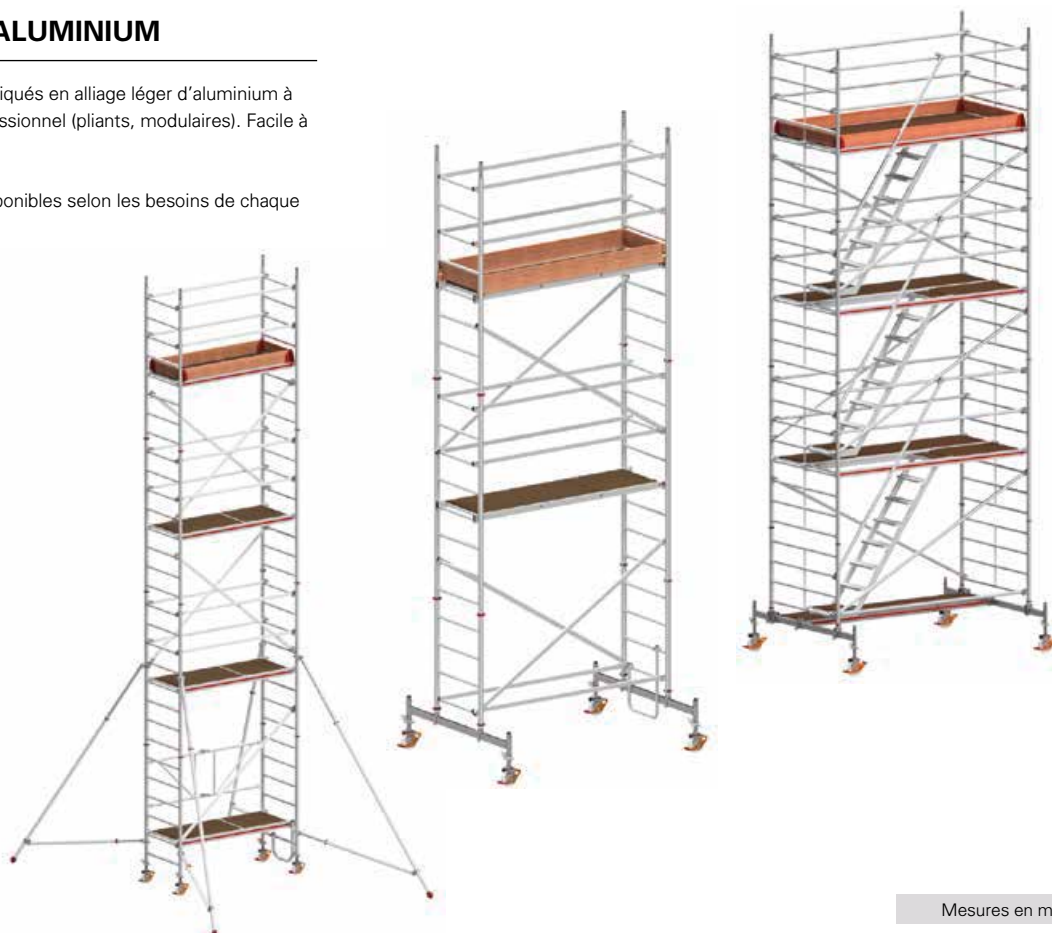 ALUMINIUM
iqués en alliage léger d’aluminium à
ssionnel (pliants, modulaires). Facile à
ponibles selon les besoins de chaque
Mesures en m